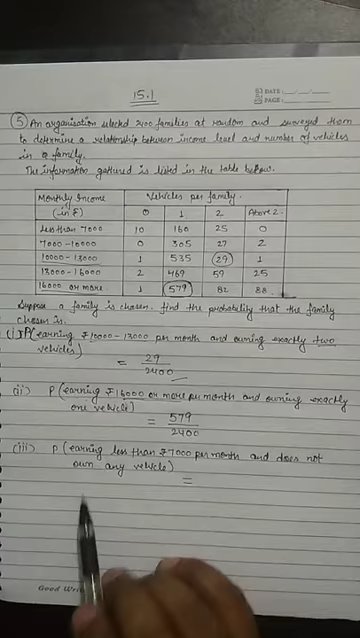 15.1
DATE: __/__/__
PAGE:
(5) An organisation selected 2400 families at random and surveyed them
to determine a relationship between income level and number of vehicles
in a family.
The information gathered is listed in the table below.
Monthly Income (in ₹) Vehicles per family.
0 1 2 Above 2
Less than 7000 10 160 25 0
7000-10000 0 305 27 2
10000-13000 1 535 29 1
13000-16000 2 469 59 25
16000 or more 1 579 82 88
Suppose a family is chosen. find the probability that the family
chosen is.
(i) P(earning ₹10000-13000 per month and owning exactly two
vehicles)
= 29/2400
(ii) P(earning ₹16000 or more per month and owning exactly
one vehicle)
= 579/2400
(iii) P(earning less than ₹7000 per month and does not
own any vehicle)
=
Good